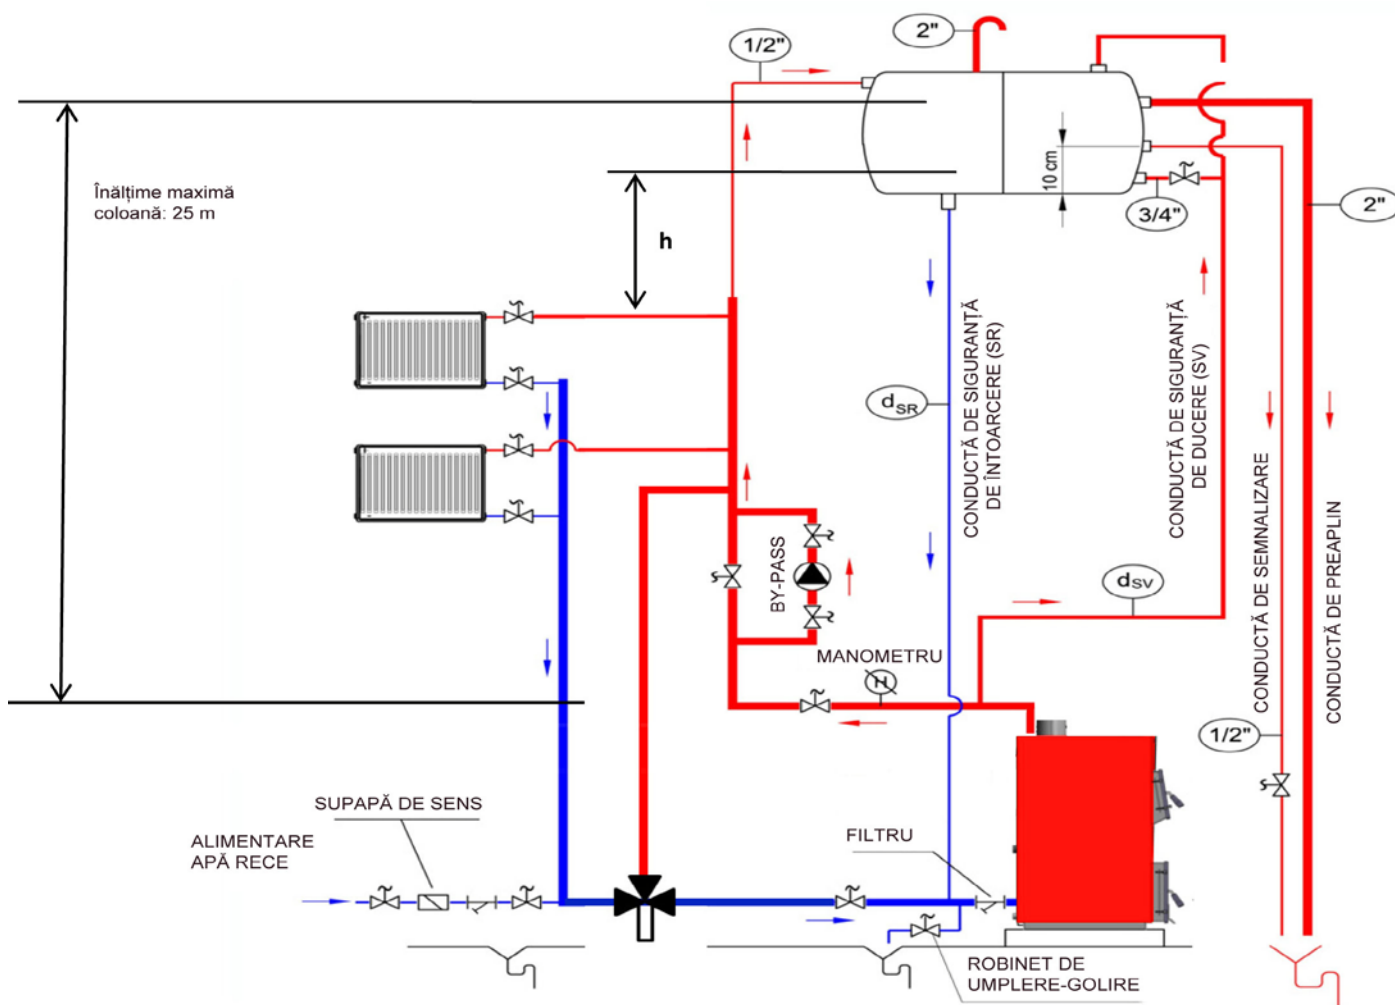 2"
1/2"
Înălțime maximă
coloană: 25 m
h
10 cm
3/4"
2"
dSR
CONDUCTĂ DE SIGURANȚĂ
DE ÎNTOARCERE (SR)
CONDUCTĂ DE SIGURANȚĂ
DE DUCERE (SV)
CONDUCTĂ DE SEMNALIZARE
CONDUCTĂ DE PREAPLIN
BY-PASS
dSV
MANOMETRU
H
1/2"
SUPAPĂ DE SENS
ALIMENTARE
APĂ RECE
FILTRU
ROBINET DE
UMPLERE-GOLIRE